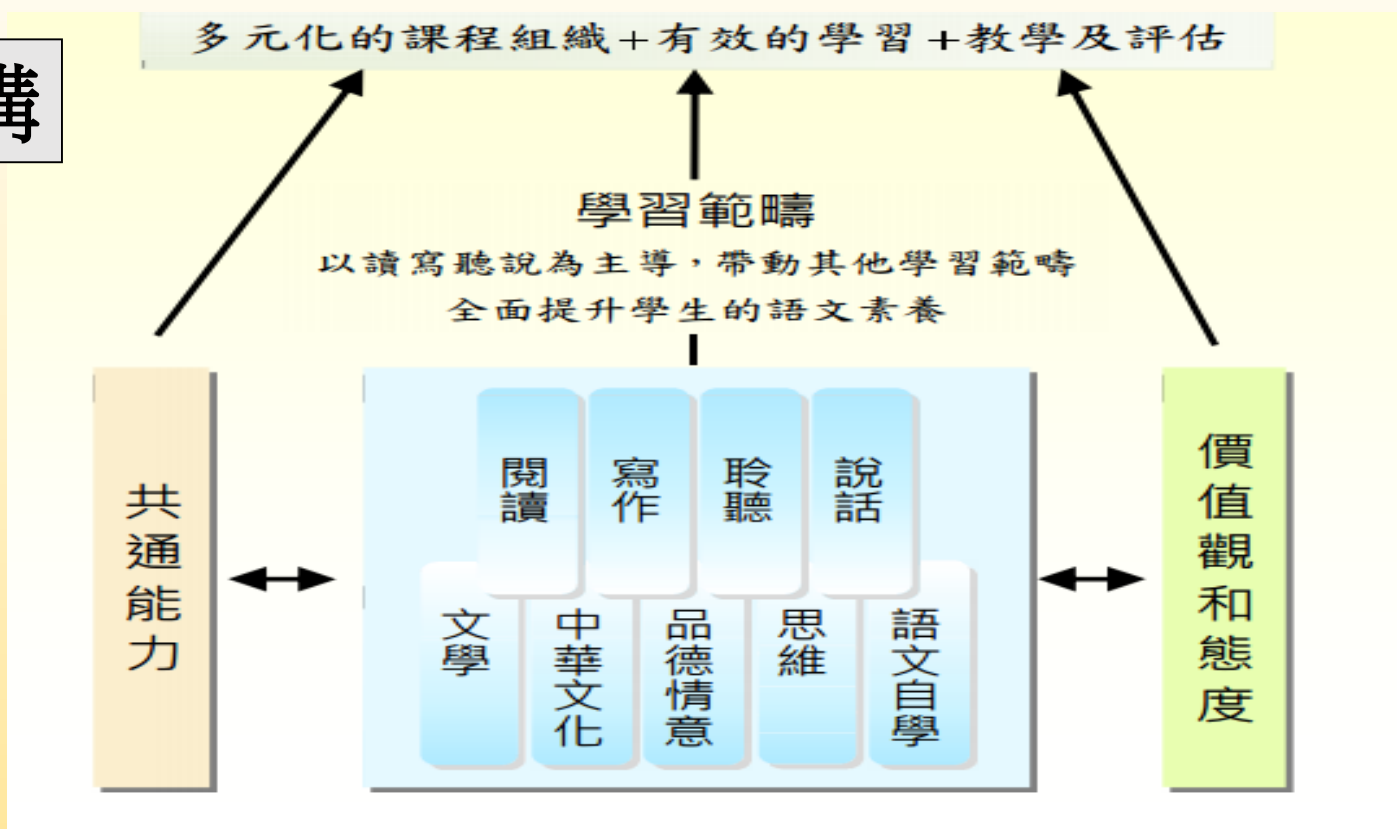 多元化的課程組織+有效的學習+教學及評估
學習範疇
以讀寫聽說為主導，帶動其他學習範疇
全面提升學生的語文素養
共通能力
閱讀
寫作
聆聽
說話
文學
中華文化
品德情意
思維
語文自學
價值觀和態度